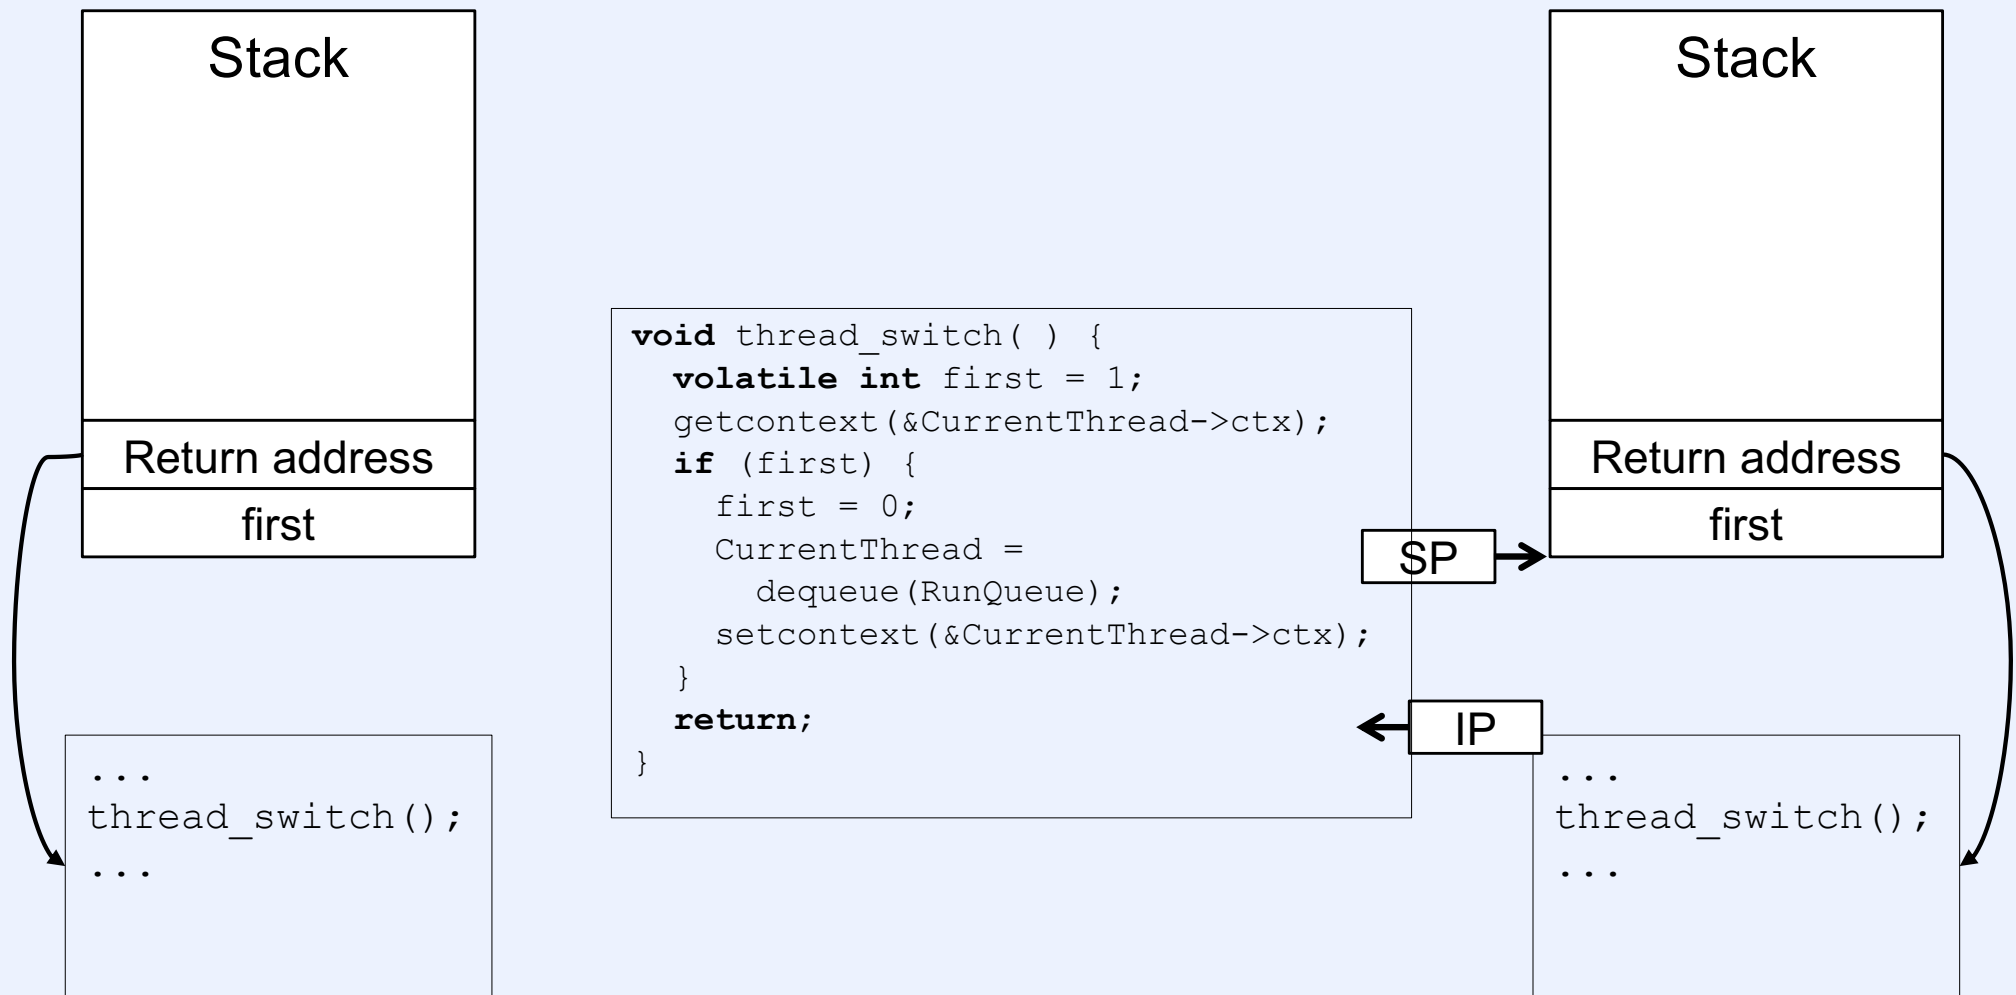 Stack
Return address
first
...
thread_switch();
...
void thread_switch( ) {
  volatile int first = 1;
  getcontext(&CurrentThread->ctx);
  if (first) {
    first = 0;
    CurrentThread =
      dequeue(RunQueue);
    setcontext(&CurrentThread->ctx);
  }
  return;
}
SP
IP
Stack
Return address
first
...
thread_switch();
...